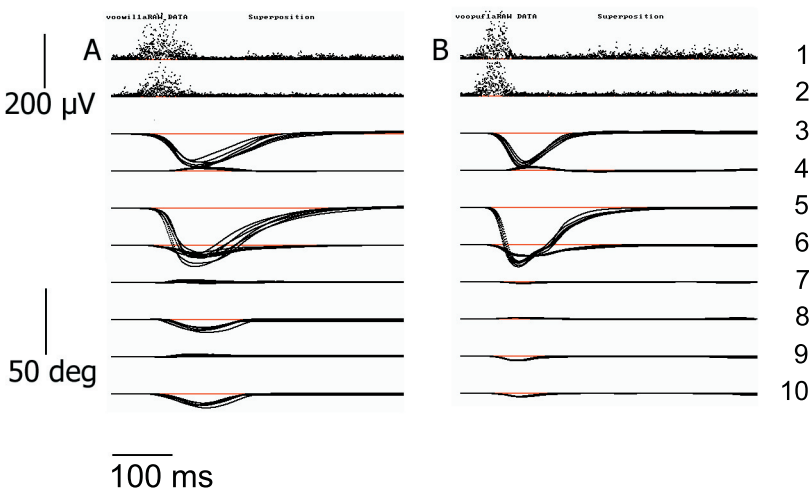 voowillaRAW DATA Superposition
voopuflaRAW DATA Superposition
A
B
200 µV
50 deg
100 ms
1
2
3
4
5
6
7
8
9
10